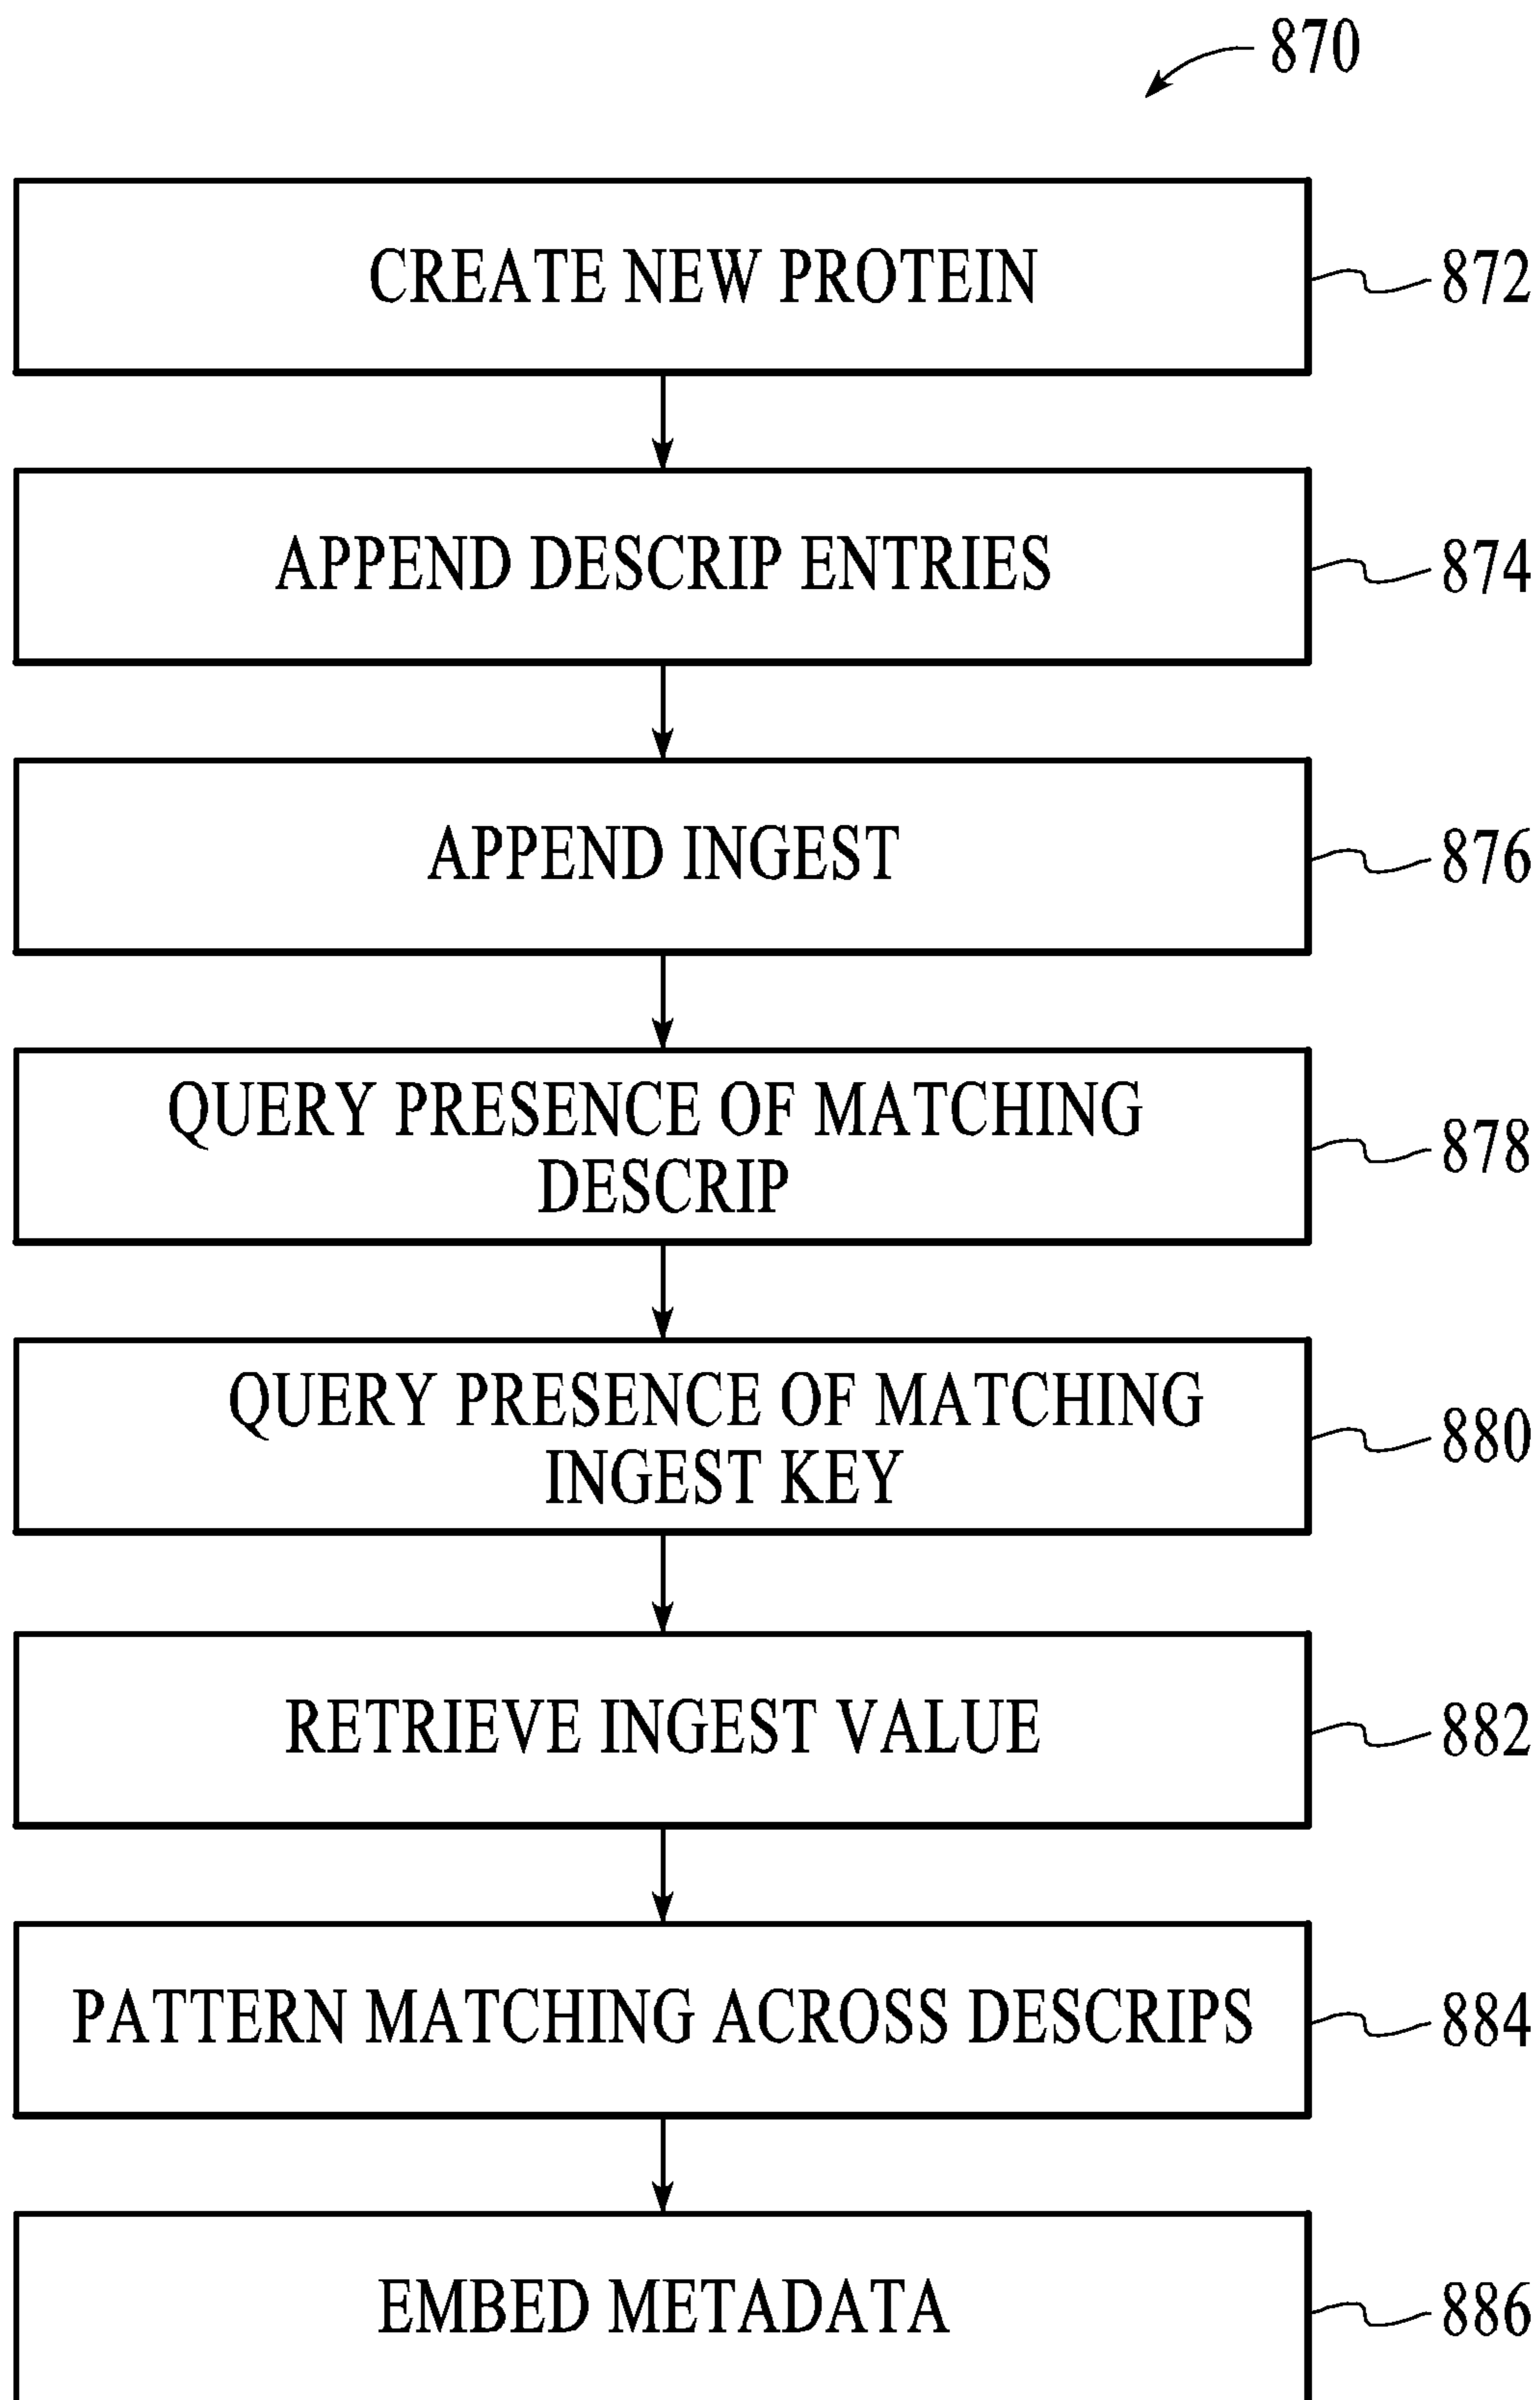 870
CREATE NEW PROTEIN
872
APPEND DESCRIP ENTRIES
874
APPEND INGEST
876
QUERY PRESENCE OF MATCHING
DESCRIP
878
QUERY PRESENCE OF MATCHING
INGEST KEY
880
RETRIEVE INGEST VALUE
882
PATTERN MATCHING ACROSS DESCRIPS
884
EMBED METADATA
886